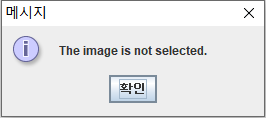 메시지
The image is not selected.
확인